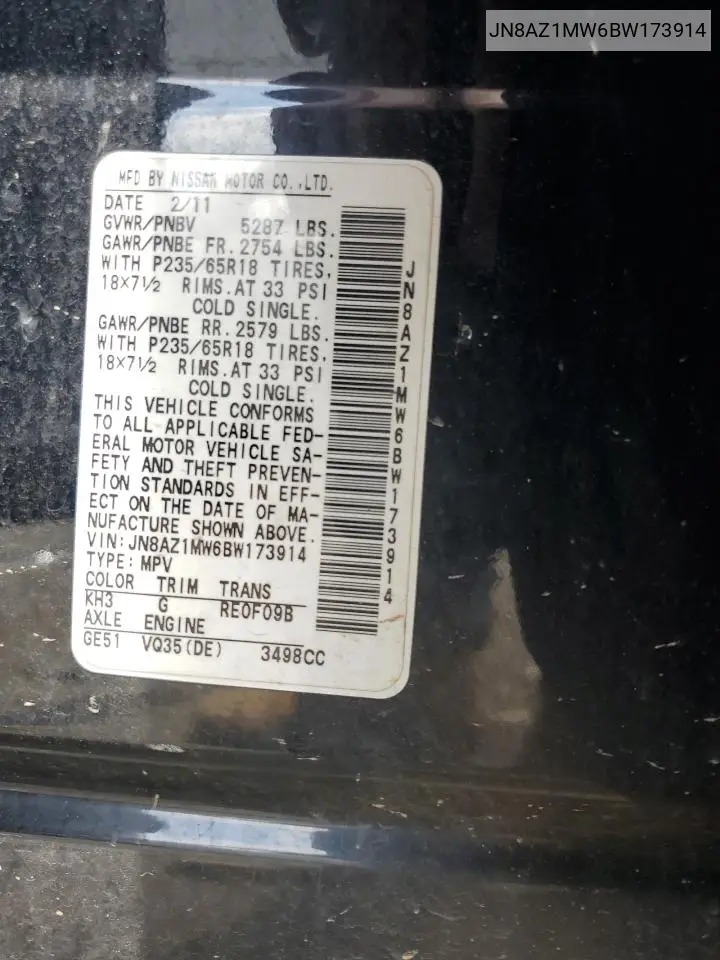 JN8AZ1MW6BW173914
MFD BY NISSAN MOTOR CO.,LTD.
DATE 2/11
GVWR/PNBV 5287 LBS.
GAWR/PNBE FR.2754 LBS.
WITH P235/65R18 TIRES,
18×7½ RIMS.AT 33 PSI
COLD SINGLE.
GAWR/PNBE RR.2579 LBS.
WITH P235/65R18 TIRES,
18×7½ RIMS.AT 33 PSI
COLD SINGLE.
THIS VEHICLE CONFORMS
TO ALL APPLICABLE FED-
ERAL MOTOR VEHICLE SA-
FETY AND THEFT PREVEN-
TION STANDARDS IN EFF-
ECT ON THE DATE OF MA-
NUFACTURE SHOWN ABOVE.
VIN:JN8AZ1MW6BW173914
TYPE:MPV
COLOR TRIM TRANS
KH3 G RE0F09B
AXLE ENGINE
GE51 VQ35(DE) 3498CC
JN8AZ1MW6BW173914